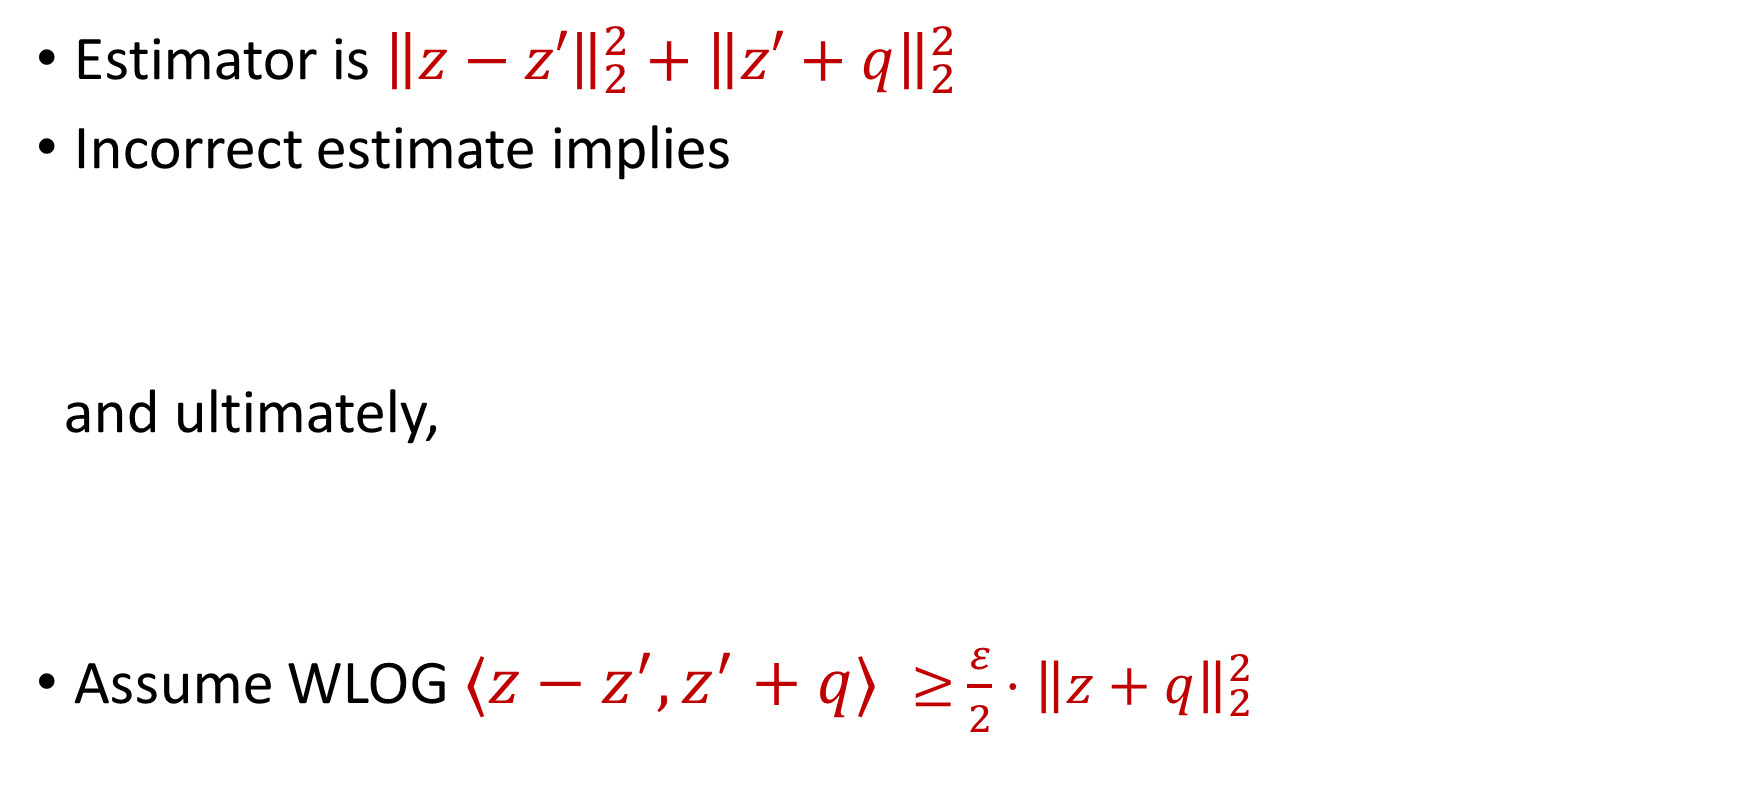 • Estimator is ‖z − z′‖₂² + ‖z′ + q‖₂²
• Incorrect estimate implies
and ultimately,
• Assume WLOG ⟨z − z′, z′ + q⟩ ≥ ε/2 · ‖z + q‖₂²